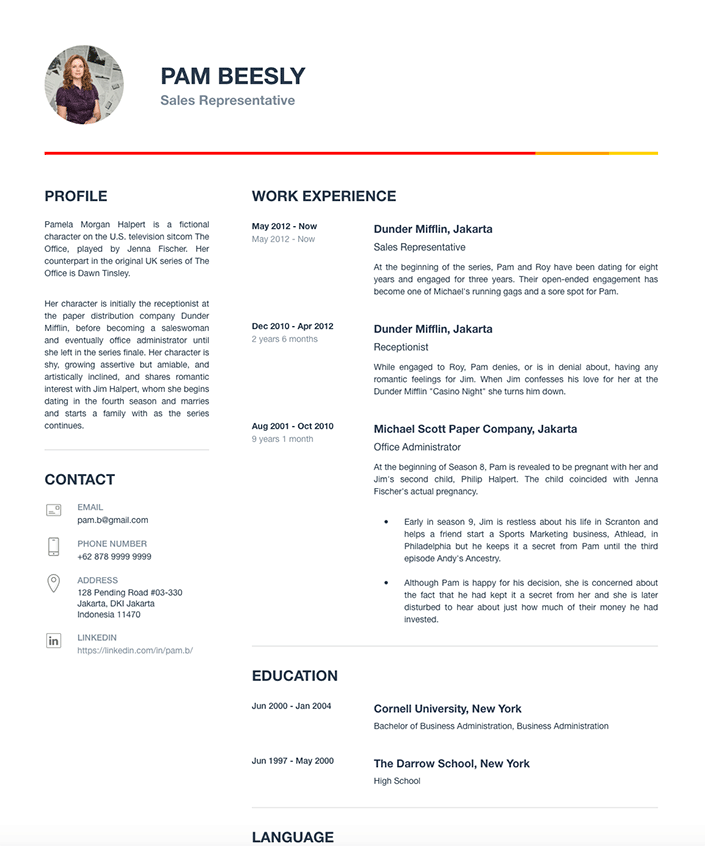 PAM BEESLY
Sales Representative
PROFILE
Pamela Morgan Halpert is a fictional
character on the U.S. television sitcom The
Office, played by Jenna Fischer. Her
counterpart in the original UK series of The
Office is Dawn Tinsley.
Her character is initially the receptionist at
the paper distribution company Dunder
Mifflin, before becoming a saleswoman
and eventually office administrator until
she left in the series finale. Her character is
shy, growing assertive but amiable, and
artistically inclined, and shares romantic
interest with Jim Halpert, whom she begins
dating in the fourth season and marries
and starts a family with as the series
continues.
CONTACT
EMAIL
pam.b@gmail.com
PHONE NUMBER
+62 878 9999 9999
ADDRESS
128 Pending Road #03-330
Jakarta, DKI Jakarta
Indonesia 11470
LINKEDIN
https://linkedin.com/in/pam.b/
WORK EXPERIENCE
May 2012 - Now
May 2012 - Now
Dunder Mifflin, Jakarta
Sales Representative
At the beginning of the series, Pam and Roy have been dating for eight
years and engaged for three years. Their open-ended engagement has
become one of Michael's running gags and a sore spot for Pam.
Dec 2010 - Apr 2012
2 years 6 months
Dunder Mifflin, Jakarta
Receptionist
While engaged to Roy, Pam denies, or is in denial about, having any
romantic feelings for Jim. When Jim confesses his love for her at the
Dunder Mifflin "Casino Night" she turns him down.
Aug 2001 - Oct 2010
9 years 1 month
Michael Scott Paper Company, Jakarta
Office Administrator
At the beginning of Season 8, Pam is revealed to be pregnant with her and
Jim's second child, Philip Halpert. The child coincided with Jenna
Fischer's actual pregnancy.
• Early in season 9, Jim is restless about his life in Scranton and
helps a friend start a Sports Marketing business, Athlead, in
Philadelphia but he keeps it a secret from Pam until the third
episode Andy's Ancestry.
• Although Pam is happy for his decision, she is concerned about
the fact that he had kept it a secret from her and she is later
disturbed to hear about just how much of their money he had
invested.
EDUCATION
Jun 2000 - Jan 2004
Cornell University, New York
Bachelor of Business Administration, Business Administration
Jun 1997 - May 2000
The Darrow School, New York
High School
LANGUAGE